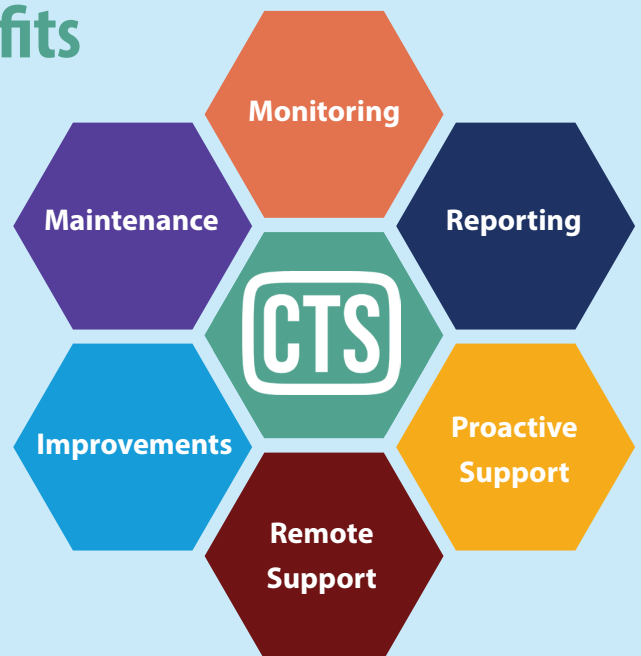 fits
Monitoring
Maintenance
Reporting
CTS
Improvements
Proactive
Support
Remote
Support